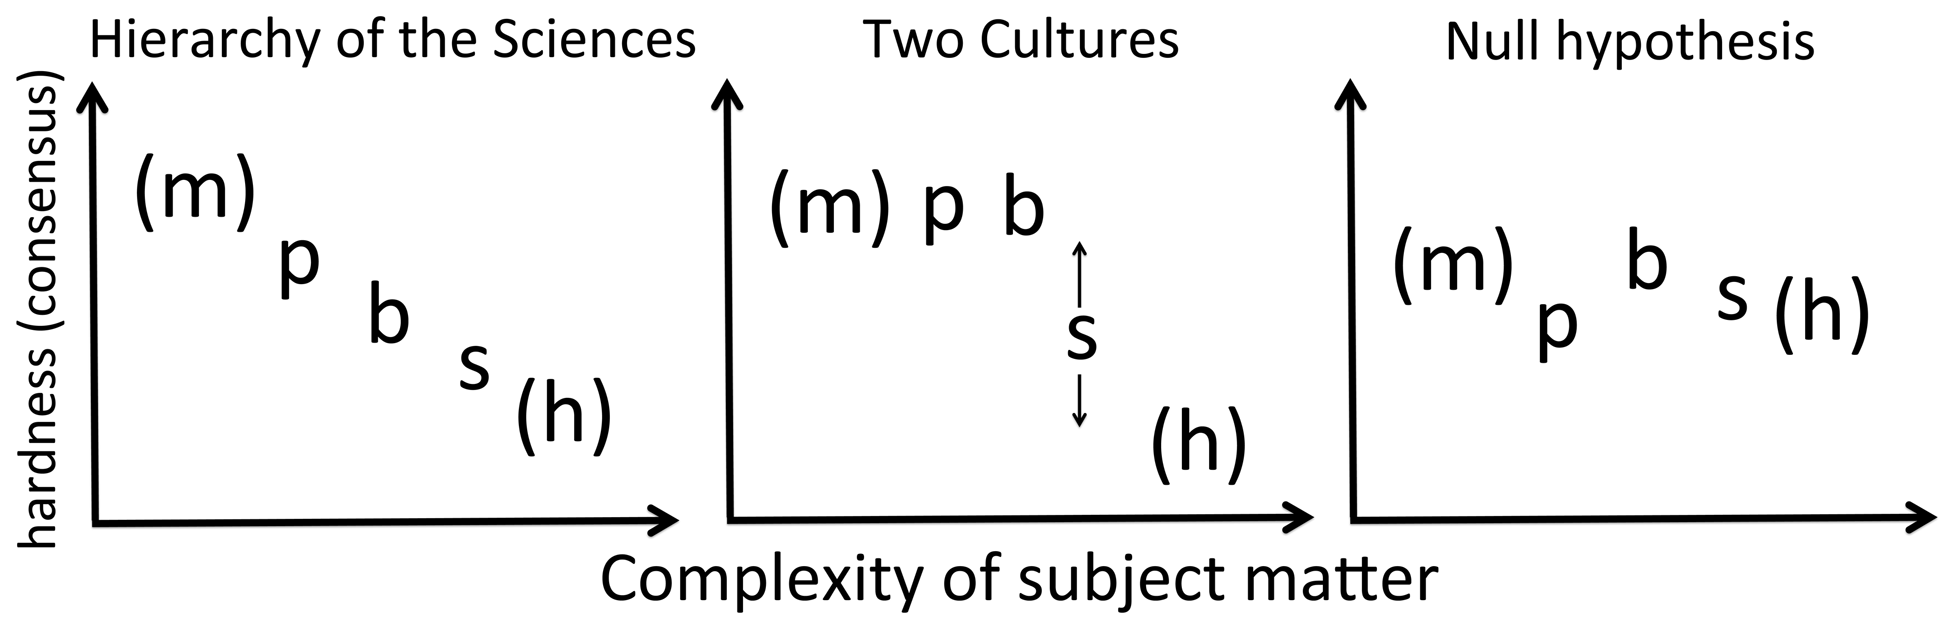 Hierarchy of the Sciences
Two Cultures
Null hypothesis
hardness (consensus)
(m)
p
b
s
(h)
(m) p b
s
(h)
(m)
p
b
s
(h)
Complexity of subject matter